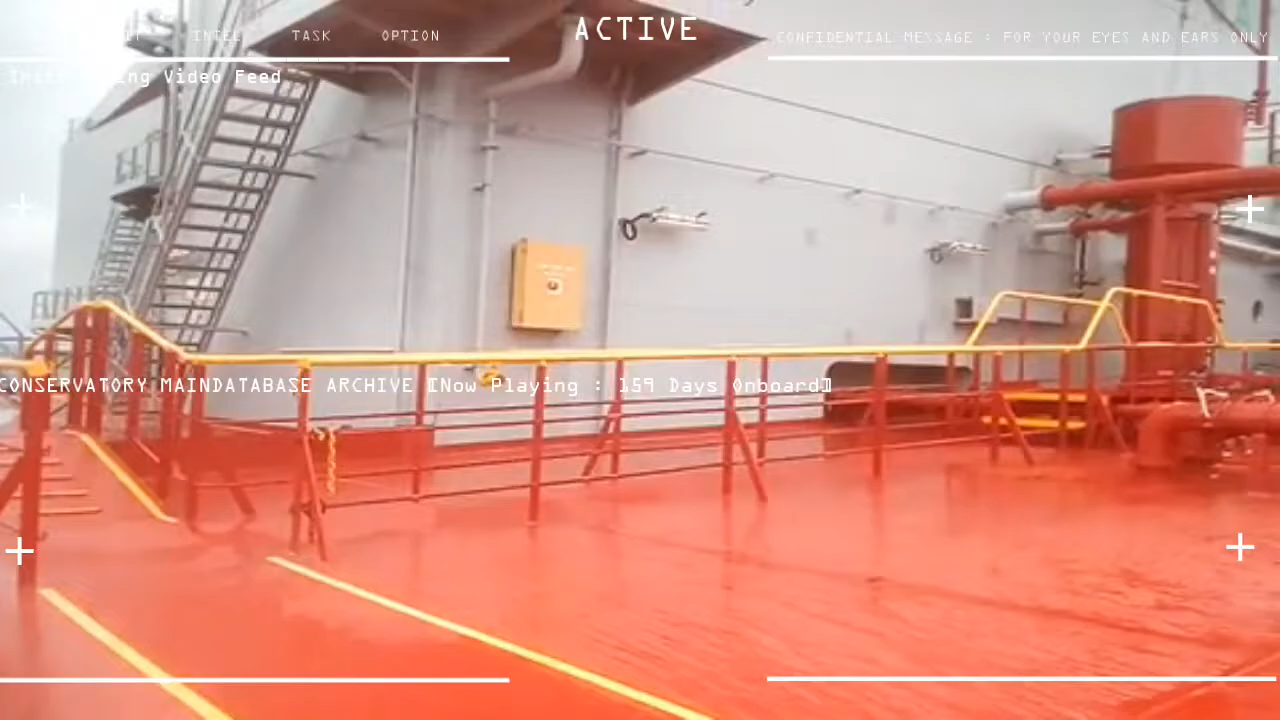 INTEL TASK OPTION
ACTIVE
CONFIDENTIAL MESSAGE : FOR YOUR EYES AND EARS ONLY
Video Feed
CONSERVATORY MAINDATABASE ARCHIVE [Now Playing : 159 Days Onboard]